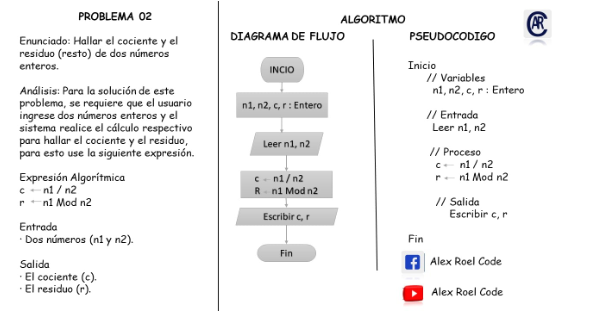 PROBLEMA 02
Enunciado: Hallar el cociente y el
residuo (resto) de dos números
enteros.
Análisis: Para la solución de este
problema, se requiere que el usuario
ingrese dos números enteros y el
sistema realice el cálculo respectivo
para hallar el cociente y el residuo,
para esto use la siguiente expresión.
Expresión Algorítmica
c ← n1 / n2
r ← n1 Mod n2
Entrada
· Dos números (n1 y n2).
Salida
· El cociente (c).
· El residuo (r).
ALGORITMO
DIAGRAMA DE FLUJO
INCIO
n1, n2, c, r : Entero
Leer n1, n2
c ← n1 / n2
R ← n1 Mod n2
Escribir c, r
Fin
PSEUDOCODIGO
Inicio
// Variables
n1, n2, c, r : Entero
// Entrada
Leer n1, n2
// Proceso
c ← n1 / n2
r ← n1 Mod n2
// Salida
Escribir c, r
Fin
Alex Roel Code
Alex Roel Code
CAR